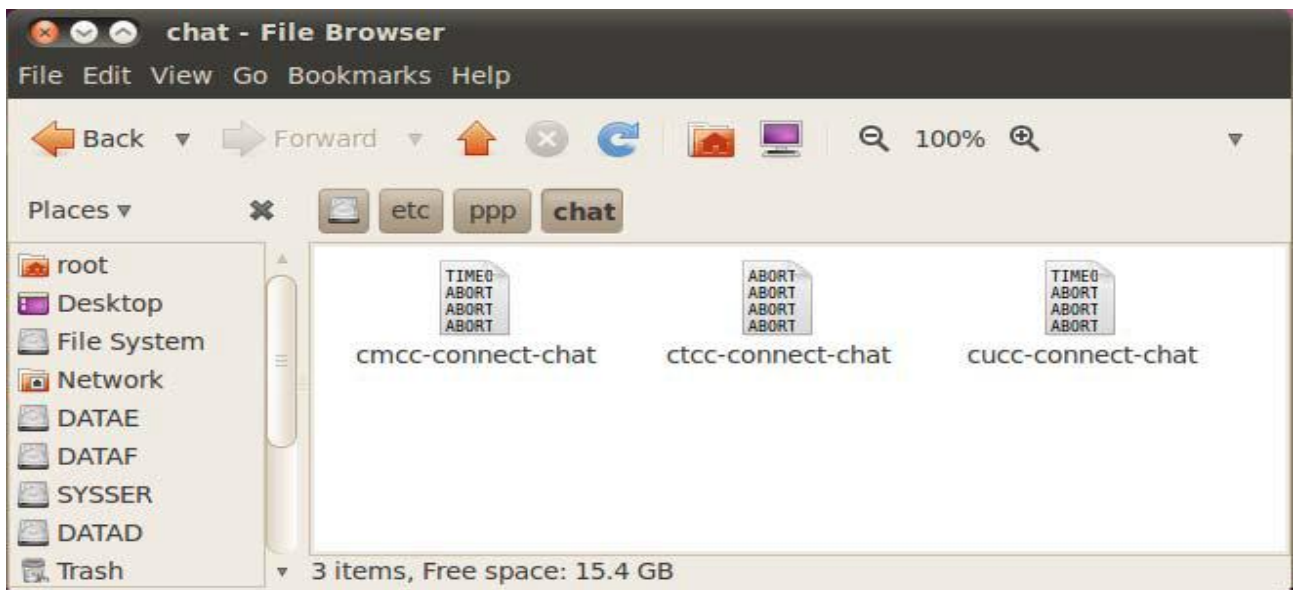 chat - File Browser
File Edit View Go Bookmarks Help
Back Forward 100%
Places etc ppp chat
root
Desktop
File System
Network
DATAE
DATAF
SYSSER
DATAD
Trash
TIMEO ABORT TIMEO
ABORT ABORT ABORT
ABORT ABORT ABORT
ABORT ABORT ABORT
cmcc-connect-chat ctcc-connect-chat cucc-connect-chat
3 items, Free space: 15.4 GB